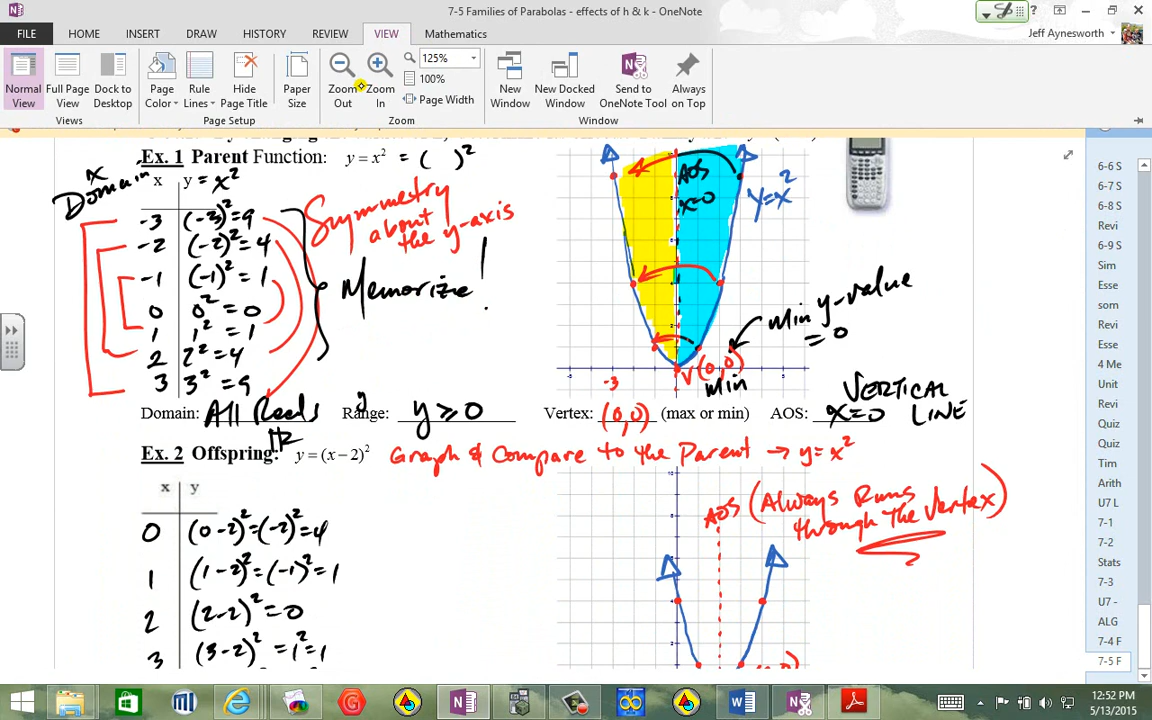 7-5 Families of Parabolas - effects of h & k - OneNote
FILE HOME INSERT DRAW HISTORY REVIEW VIEW Mathematics
Jeff Aynesworth
Normal View
Full Page View
Dock to Desktop
Page Color
Rule Lines
Hide Page Title
Paper Size
Zoom Out
Zoom In
125%
100%
Page Width
New Window
New Docked Window
Send to OneNote Tool
Always on Top
Views Page Setup Zoom Window
Ex. 1 Parent Function: y = x² = ( )²
Domain x
x y = x²
-3 (-3)² = 9
-2 (-2)² = 4
-1 (-1)² = 1
0 0² = 0
1 1² = 1
2 2² = 4
3 3² = 9
Symmetry
about
the y-axis
Memorize!
AOS
x=0
y=x²
min y-value
= 0
V(0,0)
min
-3
Domain: All Reals
ℝ
Range: y ≥ 0
y
Vertex: (0,0) (max or min)
AOS: x=0
VERTICAL
LINE
Ex. 2 Offspring: y = (x – 2)²
Graph & Compare to the Parent → y = x²
x y
0 (0-2)² = (-2)² = 4
1 (1-2)² = (-1)² = 1
2 (2-2)² = 0
3 (3-2)² = 1² = 1
AOS (Always Runs
through The Vertex)
6-6 S
6-7 S
6-8 S
Revi
6-9 S
Sim
Esse
som
Revi
Esse
4 Me
Unit
Revi
Quiz
Quiz
Tim
Arith
U7 L
7-1
7-2
Stats
7-3
U7 -
ALG
7-4 F
7-5 F
12:52 PM
5/13/2015